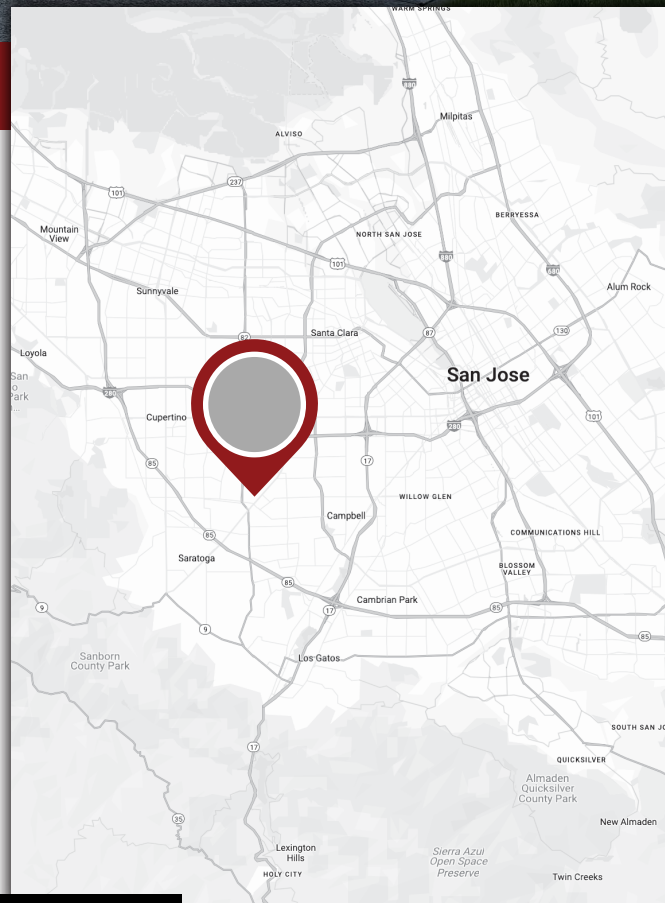 WARM SPRINGS
880
Milpitas
ALVISO
237
101
BERRYESSA
Mountain
View
NORTH SAN JOSE
880
101
680
Alum Rock
Sunnyvale
82
Santa Clara
87
130
Loyola
San
o
Park
...
San Jose
280
Cupertino
101
280
85
17
WILLOW GLEN
Campbell
85
COMMUNICATIONS HILL
Saratoga
BLOSSOM
VALLEY
85
Cambrian Park
9
17
85
9
85
Sanborn
County Park
Los Gatos
SOUTH SAN JO
17
QUICKSILVER
Almaden
Quicksilver
County Park
35
New Almaden
Lexington
Hills
Sierra Azul
Open Space
Preserve
HOLY CITY
Twin Creeks